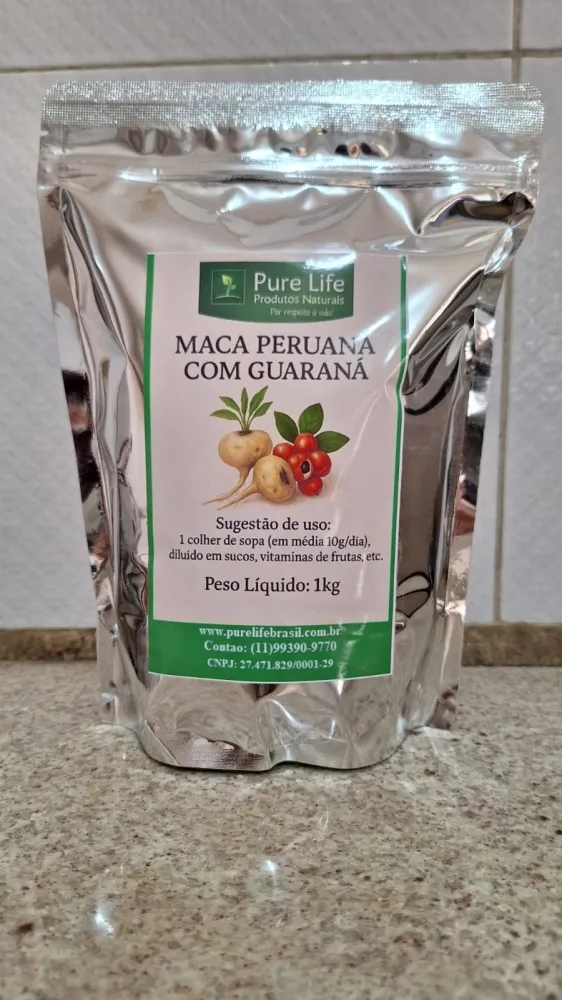 Pure Life
Produtos Naturais
Por respeito à vida!
MACA PERUANA
COM GUARANÁ
Sugestão de uso:
1 colher de sopa (em média 10g/dia),
diluído em sucos, vitaminas de frutas, etc.
Peso Líquido: 1kg
www.purelifebrasil.com.br
Contao: (11)99390-9770
CNPJ: 27.471.829/0001-29